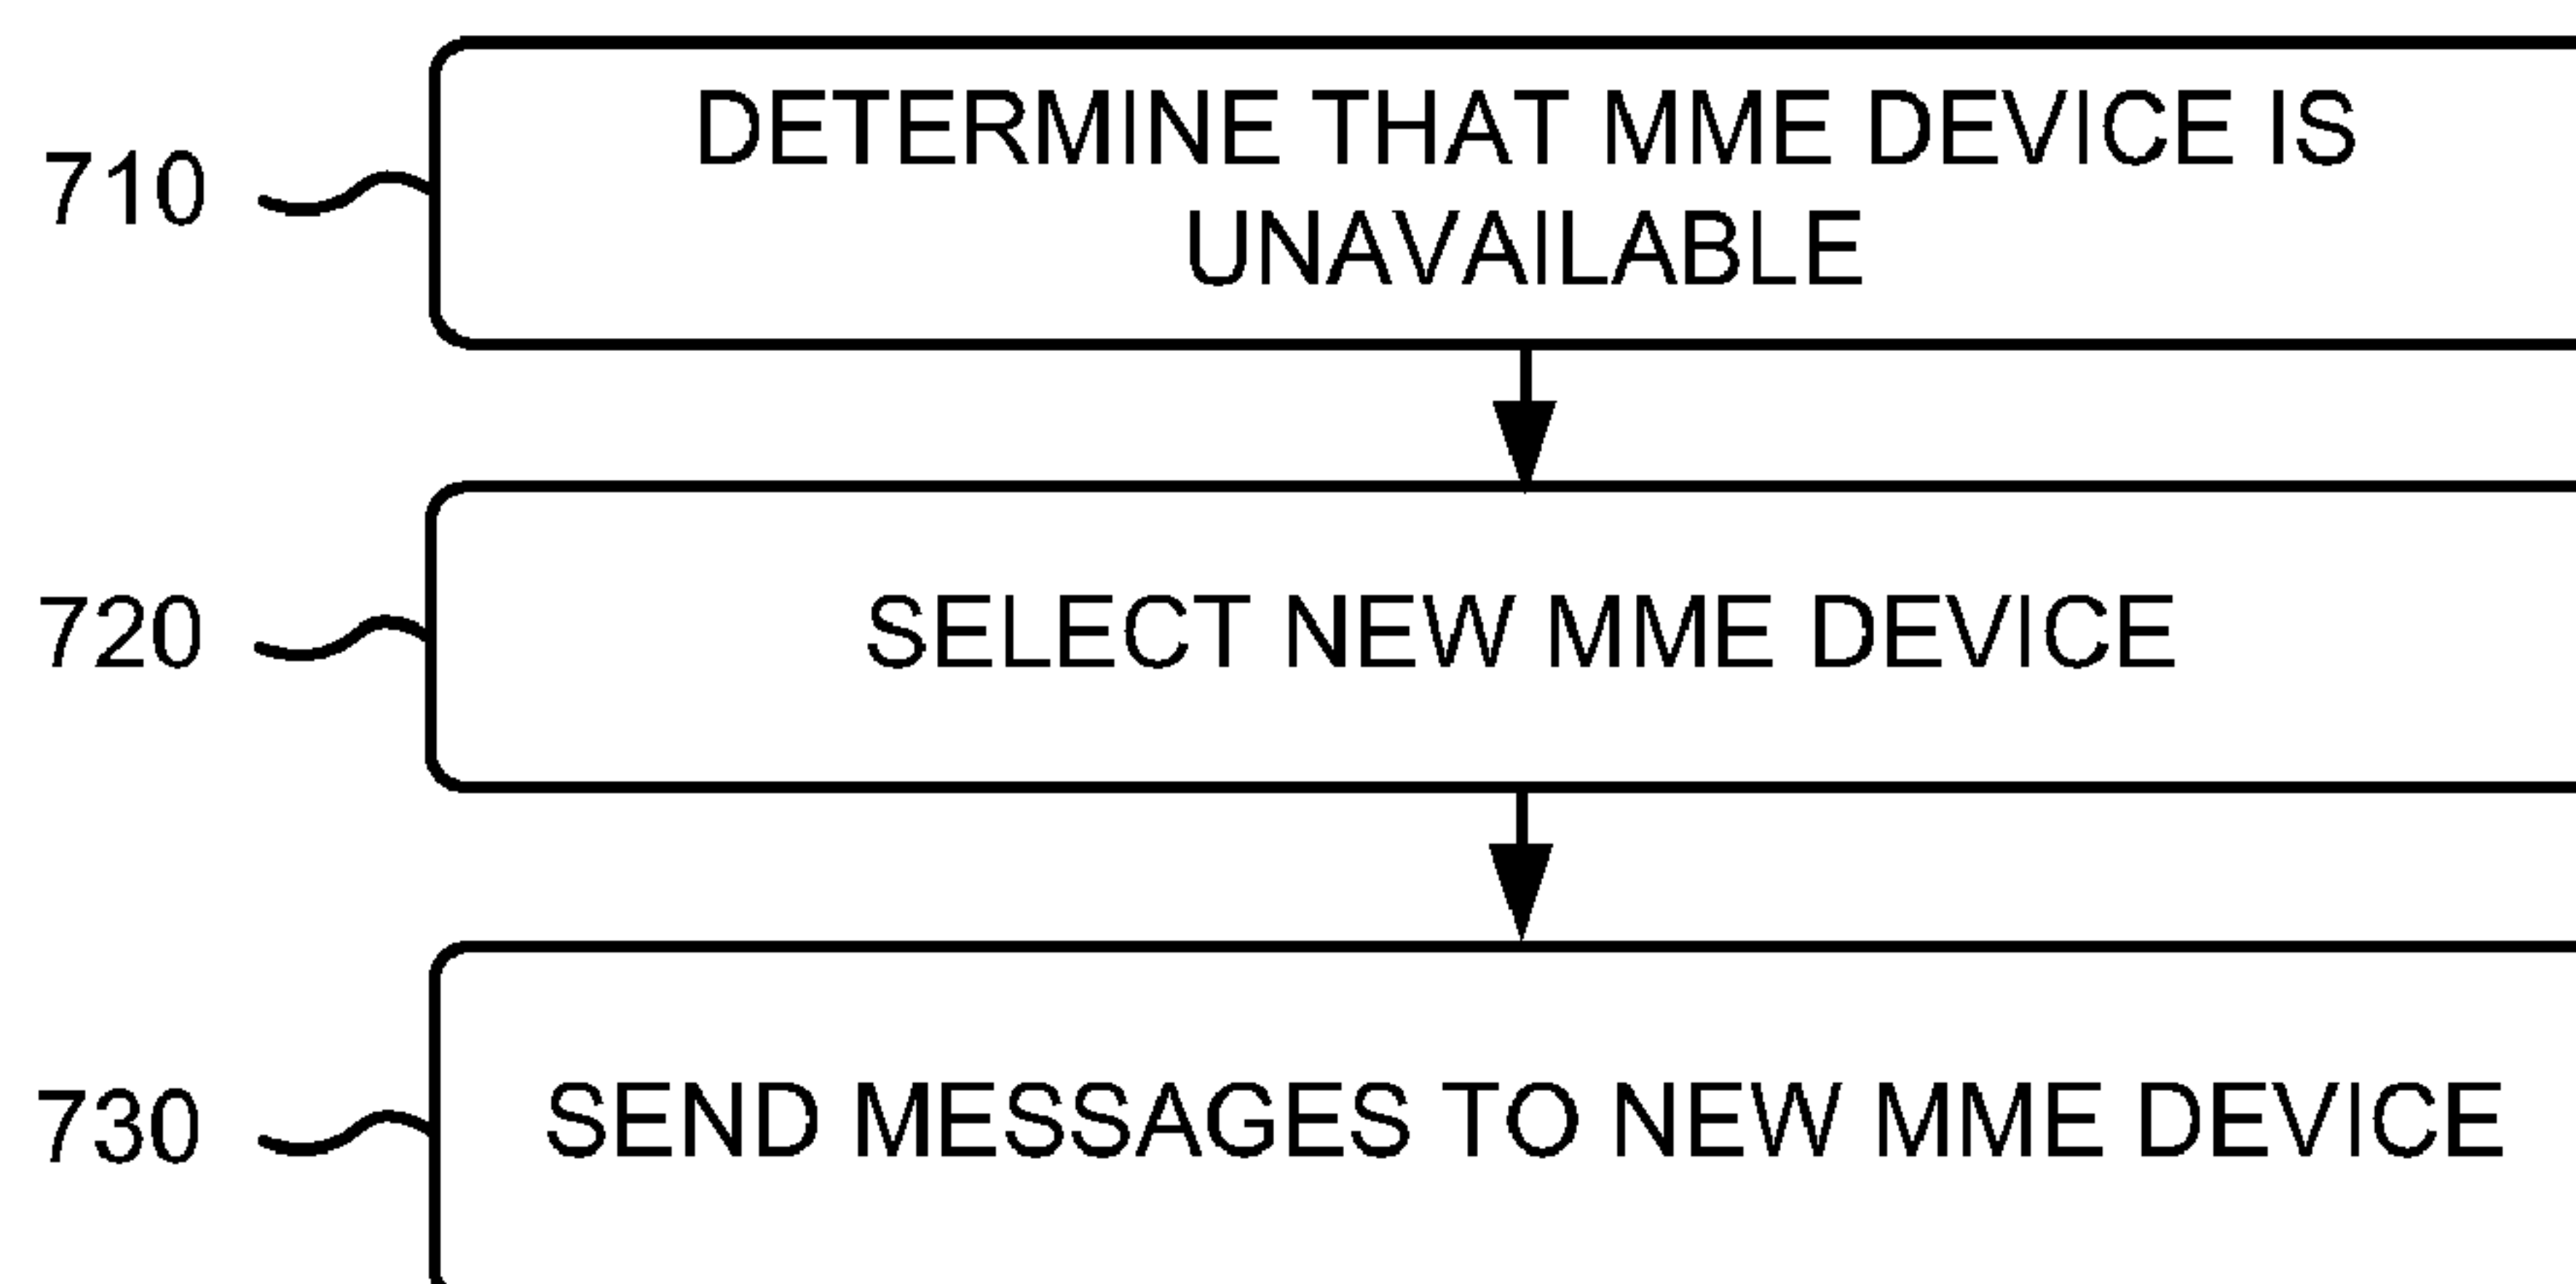 710
DETERMINE THAT MME DEVICE IS
UNAVAILABLE
720
SELECT NEW MME DEVICE
730
SEND MESSAGES TO NEW MME DEVICE